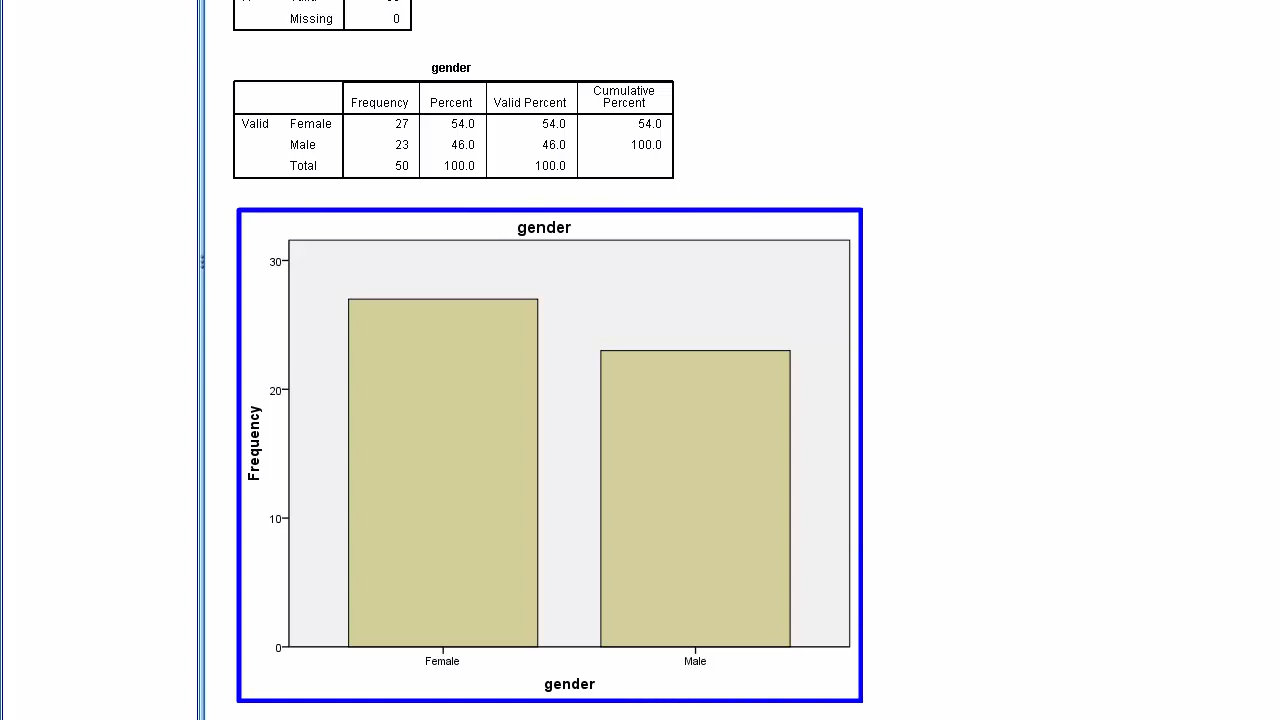 Missing 0
gender
Frequency Percent Valid Percent Cumulative Percent
Valid Female 27 54.0 54.0 54.0
Male 23 46.0 46.0 100.0
Total 50 100.0 100.0
gender
30
20
10
0
Frequency
Female Male
gender